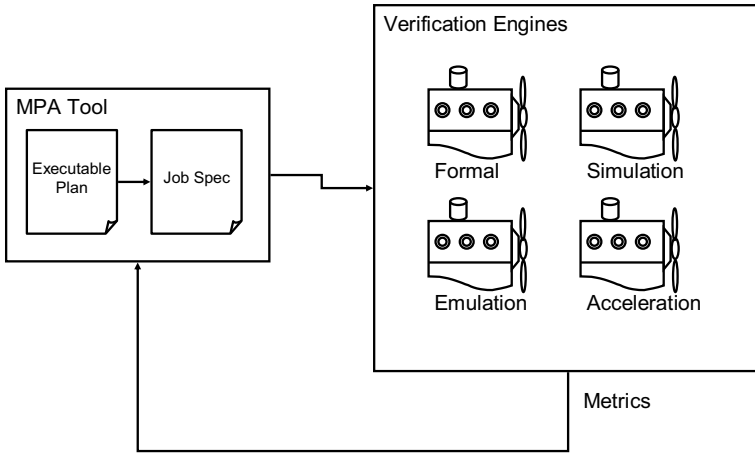 Verification Engines
MPA Tool
Executable
Plan
Job Spec
Formal
Simulation
Emulation
Acceleration
Metrics